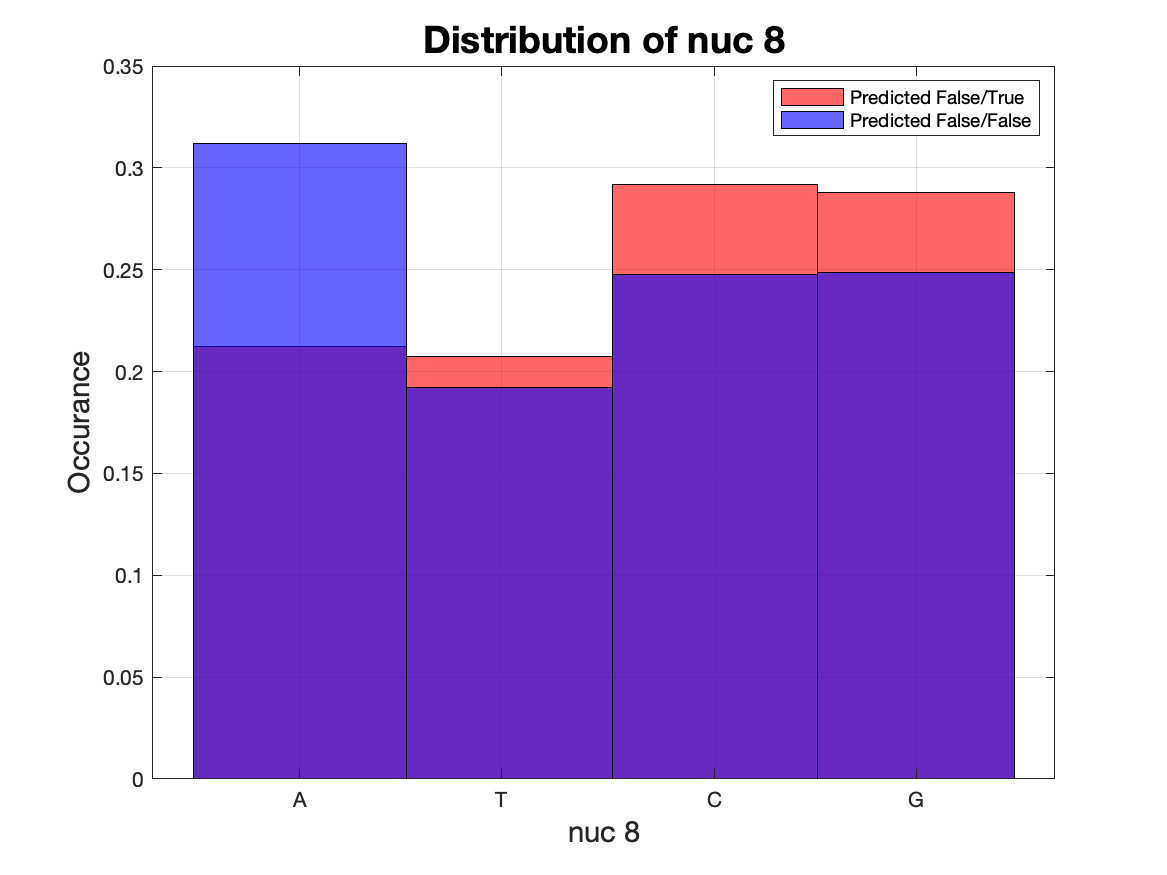 Distribution of nuc 8
Predicted False/True
Predicted False/False
Occurance
0.35
0.3
0.25
0.2
0.15
0.1
0.05
0
A T C G
nuc 8